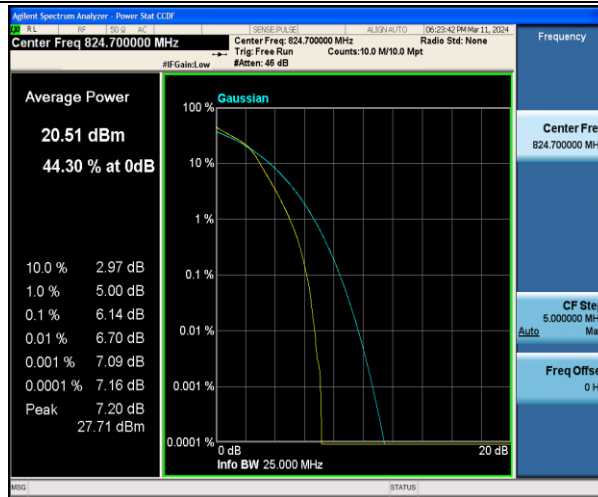 Agilent Spectrum Analyzer - Power Stat CCDF
RL RF 50 Ω AC SENSE:PULSE ALIGNAUTO 06:23:42 PM Mar 11, 2024
Center Freq 824.700000 MHz
Center Freq: 824.700000 MHz Radio Std: None
Trig: Free Run Counts:10.0 M/10.0 Mpt
#IFGain:Low #Atten: 46 dB
Frequency
Average Power
20.51 dBm
44.30 % at 0dB
10.0 % 2.97 dB
1.0 % 5.00 dB
0.1 % 6.14 dB
0.01 % 6.70 dB
0.001 % 7.09 dB
0.0001 % 7.16 dB
Peak 7.20 dB
27.71 dBm
100 % Gaussian
10 %
1 %
0.1 %
0.01 %
0.001 %
0.0001 %
0 dB 20 dB
Info BW 25.000 MHz
Center Fre
824.700000 MH
CF Ste
5.000000 MH
Auto Ma
Freq Offse
0 H
MSG STATUS